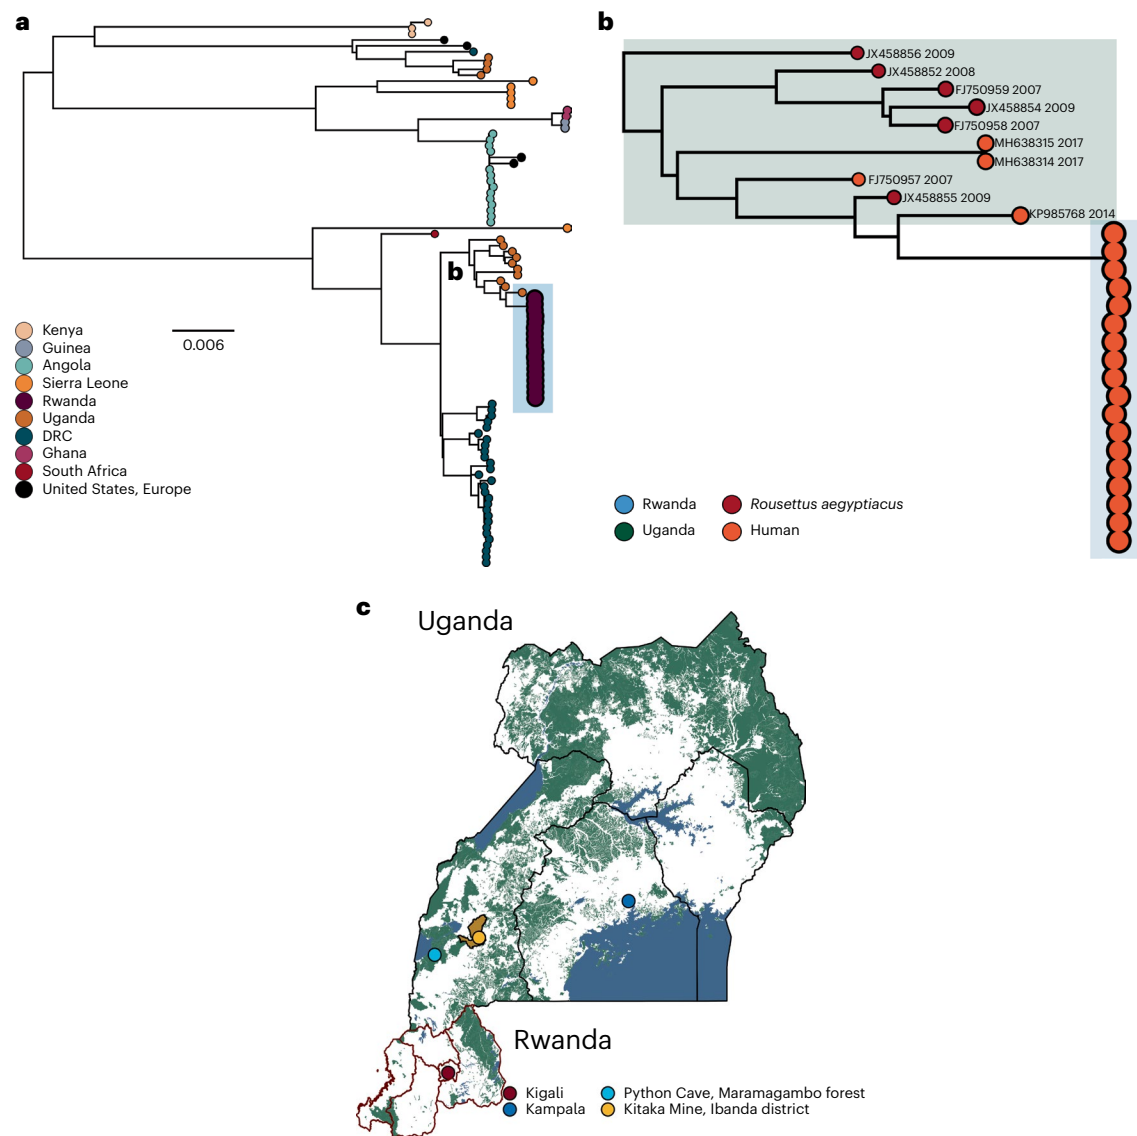 a
b
0.006
Kenya
Guinea
Angola
Sierra Leone
Rwanda
Uganda
DRC
Ghana
South Africa
United States, Europe
b
JX458856 2009
JX458852 2008
FJ750959 2007
JX458854 2009
FJ750958 2007
MH638315 2017
MH638314 2017
FJ750957 2007
JX458855 2009
KP985768 2014
Rwanda
Rousettus aegyptiacus
Uganda
Human
c
Uganda
Rwanda
Kigali
Python Cave, Maramagambo forest
Kampala
Kitaka Mine, Ibanda district